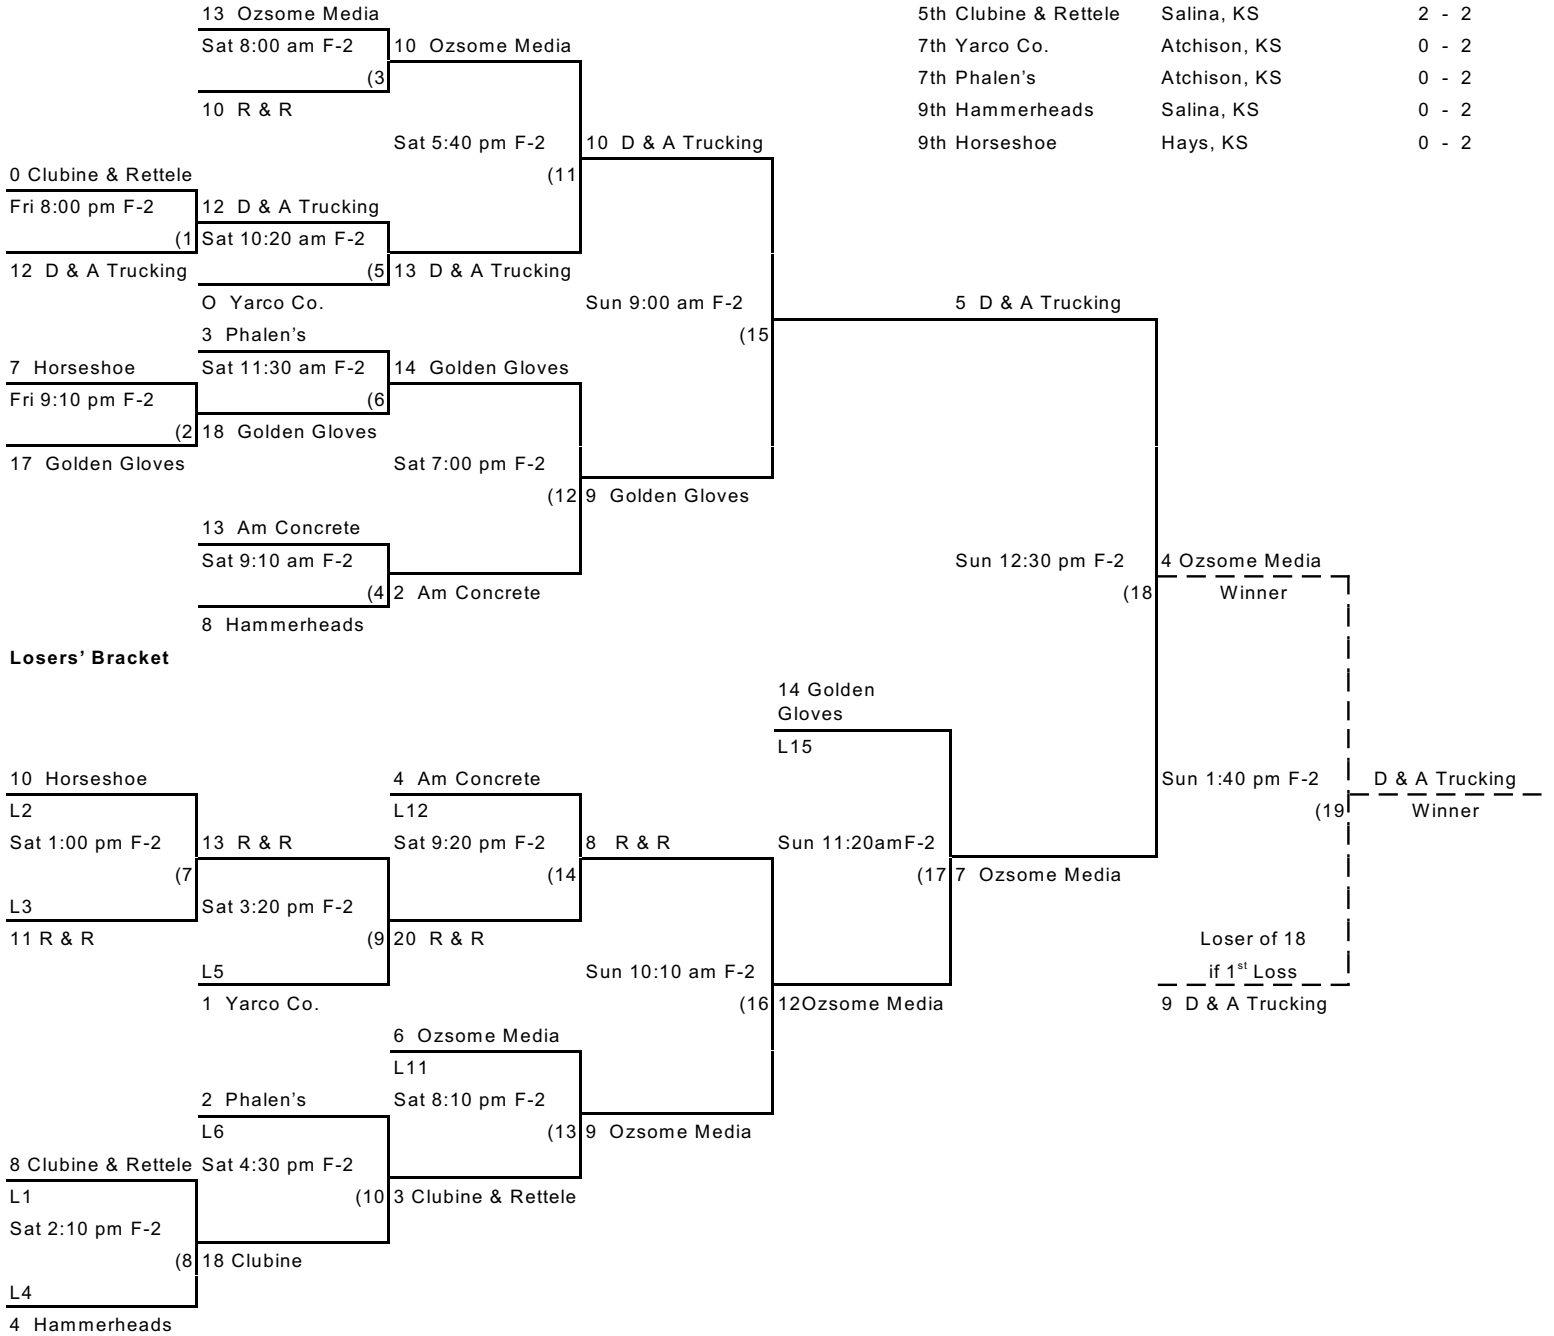 13 Ozsome Media
5th Clubine & Rettele Salina, KS 2 - 2
Sat 8:00 am F-2
10 Ozsome Media
7th Yarco Co. Atchison, KS 0 - 2
(3
7th Phalen's Atchison, KS 0 - 2
10 R & R
9th Hammerheads Salina, KS 0 - 2
Sat 5:40 pm F-2
10 D & A Trucking
9th Horseshoe Hays, KS 0 - 2
0 Clubine & Rettele
(11
Fri 8:00 pm F-2
12 D & A Trucking
(1
Sat 10:20 am F-2
12 D & A Trucking
(5
13 D & A Trucking
O Yarco Co.
Sun 9:00 am F-2
5 D & A Trucking
3 Phalen's
(15
7 Horseshoe
Sat 11:30 am F-2
14 Golden Gloves
Fri 9:10 pm F-2
(6
(2
18 Golden Gloves
17 Golden Gloves
Sat 7:00 pm F-2
(12
9 Golden Gloves
13 Am Concrete
Sat 9:10 am F-2
Sun 12:30 pm F-2
4 Ozsome Media
(4
2 Am Concrete
(18
Winner
8 Hammerheads
Losers' Bracket
14 Golden
Gloves
L15
10 Horseshoe
4 Am Concrete
Sun 1:40 pm F-2
D & A Trucking
L2
L12
(19
Winner
Sat 1:00 pm F-2
13 R & R
Sat 9:20 pm F-2
8 R & R
Sun 11:20amF-2
(7
(14
(17
7 Ozsome Media
L3
Sat 3:20 pm F-2
11 R & R
(9
20 R & R
Loser of 18
L5
Sun 10:10 am F-2
if 1st Loss
1 Yarco Co.
(16
12Ozsome Media
9 D & A Trucking
6 Ozsome Media
L11
2 Phalen's
Sat 8:10 pm F-2
L6
(13
9 Ozsome Media
8 Clubine & Rettele
Sat 4:30 pm F-2
L1
(10
3 Clubine & Rettele
Sat 2:10 pm F-2
(8
18 Clubine
L4
4 Hammerheads